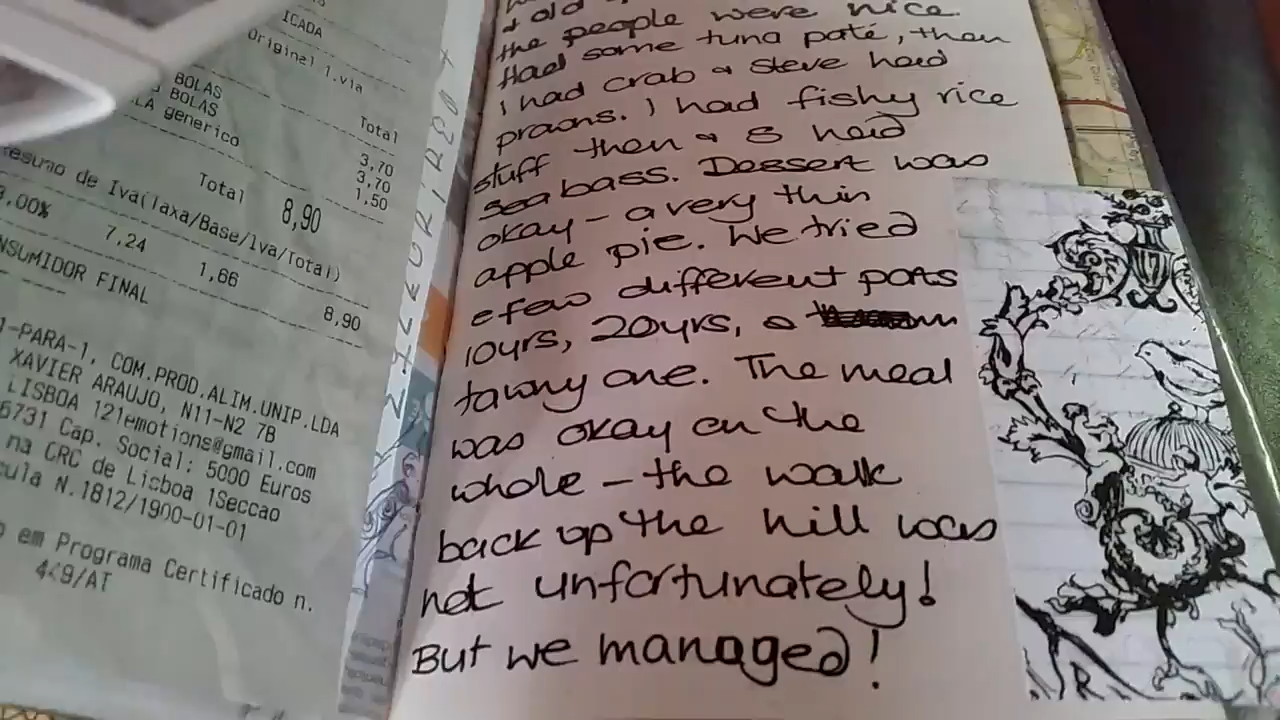 ICADA
Original 1.via
Total
BOLAS 3,70
BOLAS 3,70
LA generico 1,50
Total 8,90
esumo de Iva(Taxa/Base/Iva/Total)
3,00% 7,24 1,66 8,90
NSUMIDOR FINAL
1-PARA-1, COM.PROD.ALIM.UNIP.LDA
XAVIER ARAUJO, N11-N2 7B
LISBOA 121emotions@gmail.com
6731 Cap. Social: 5000 Euros
na CRC de Lisboa 1Seccao
ula N.1812/1900-01-01
o em Programa Certificado n.
449/AT
& old
the people were nice.
Had some tuna paté, then
I had crab & Steve had
prawns. I had fishy rice
stuff then & S had
sea bass. Dessert was
okay – a very thin
apple pie. We tried
a few different ports
10yrs, 20yrs, a
tawny one. The meal
was okay on the
whole – the walk
back up the hill was
not unfortunately!
But we managed!
R